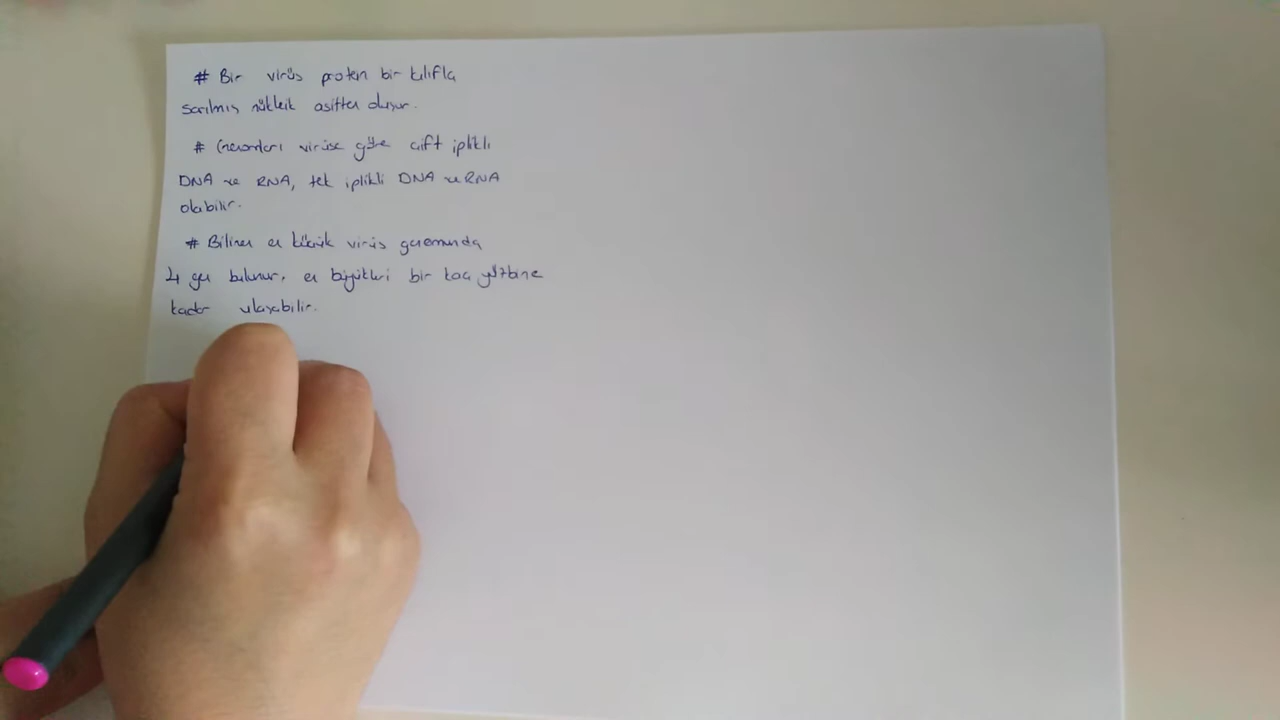 # Bir virüs protein bir kılıfla
sarılmış nükleik asitten oluşur.
# Genomları virüse göre çift iplikli
DNA ve RNA, tek iplikli DNA ve RNA
olabilir.
# Bilinen en küçük virüs genomunda
4 gen bulunur, en büyükleri bir kaç yüzbine
kadar ulaşabilir.